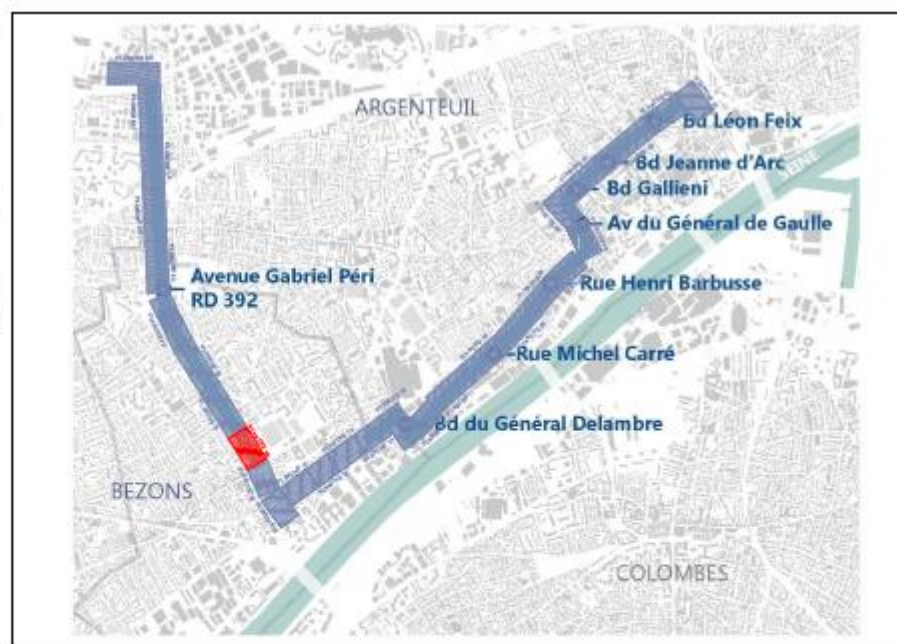 ARGENTEUIL
Bd Léon Feix
Bd Jeanne d'Arc
Bd Gallieni
SEINE
Av du Général de Gaulle
Avenue Gabriel Péri
RD 392
Rue Henri Barbusse
Rue Michel Carré
Bd du Général Delambre
BEZONS
COLOMBES